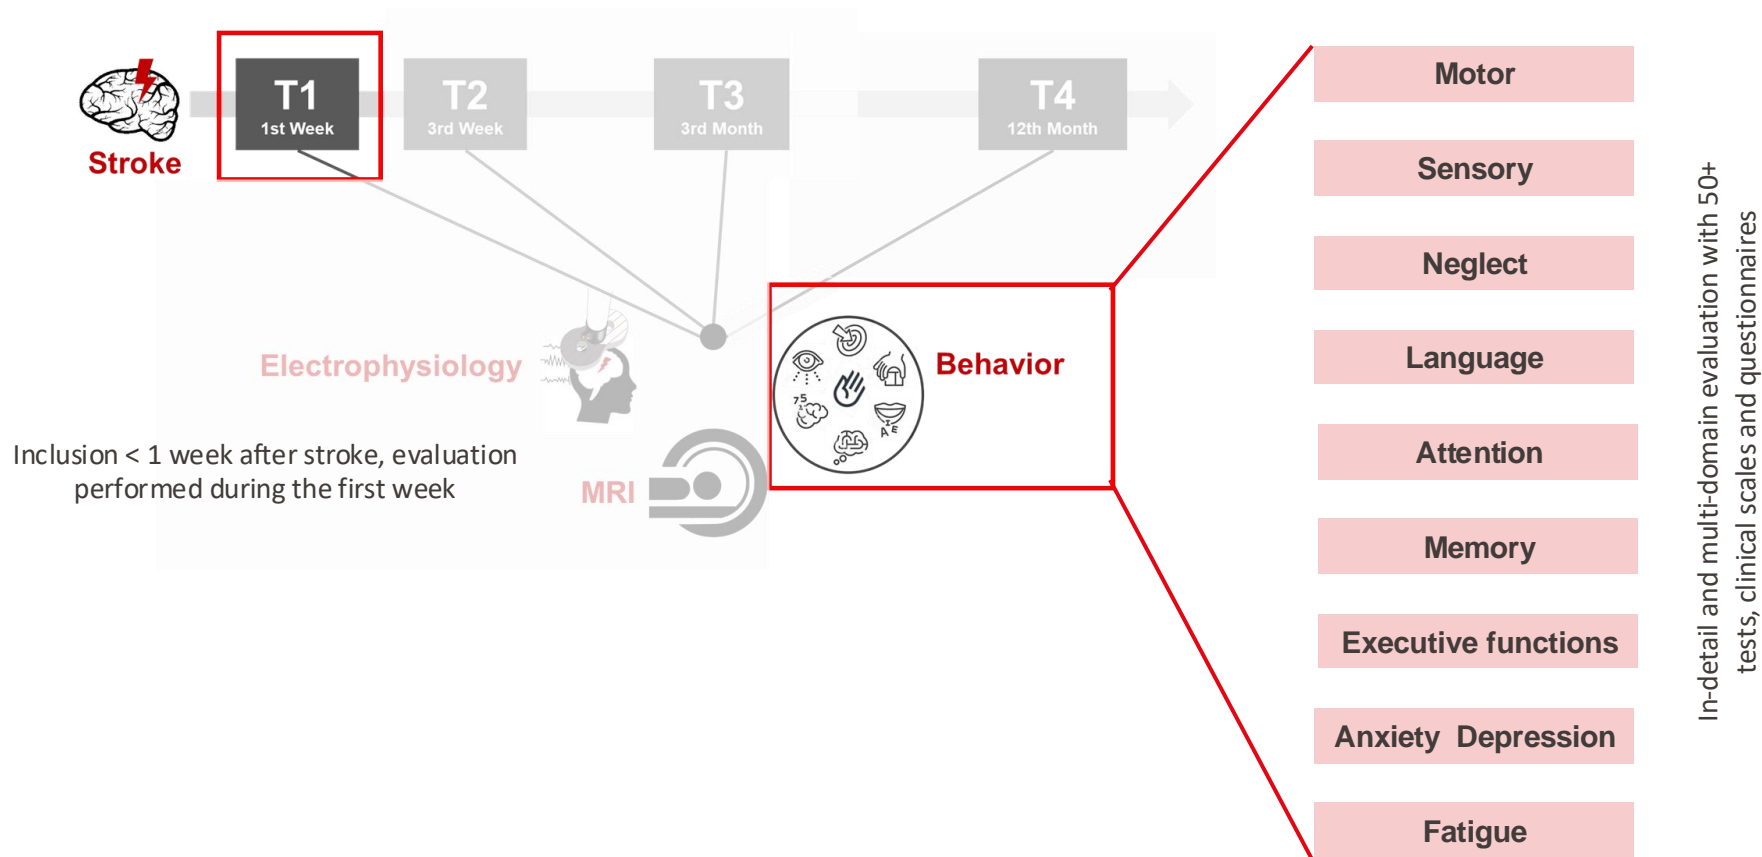 T1
1st Week
T2
3rd Week
T3
3rd Month
T4
12th Month
Stroke
Electrophysiology
Behavior
MRI
7 5
A E
Inclusion < 1 week after stroke, evaluation
performed during the first week
Motor
Sensory
Neglect
Language
Attention
Memory
Executive functions
Anxiety Depression
Fatigue
In-detail and multi-domain evaluation with 50+
tests, clinical scales and questionnaires